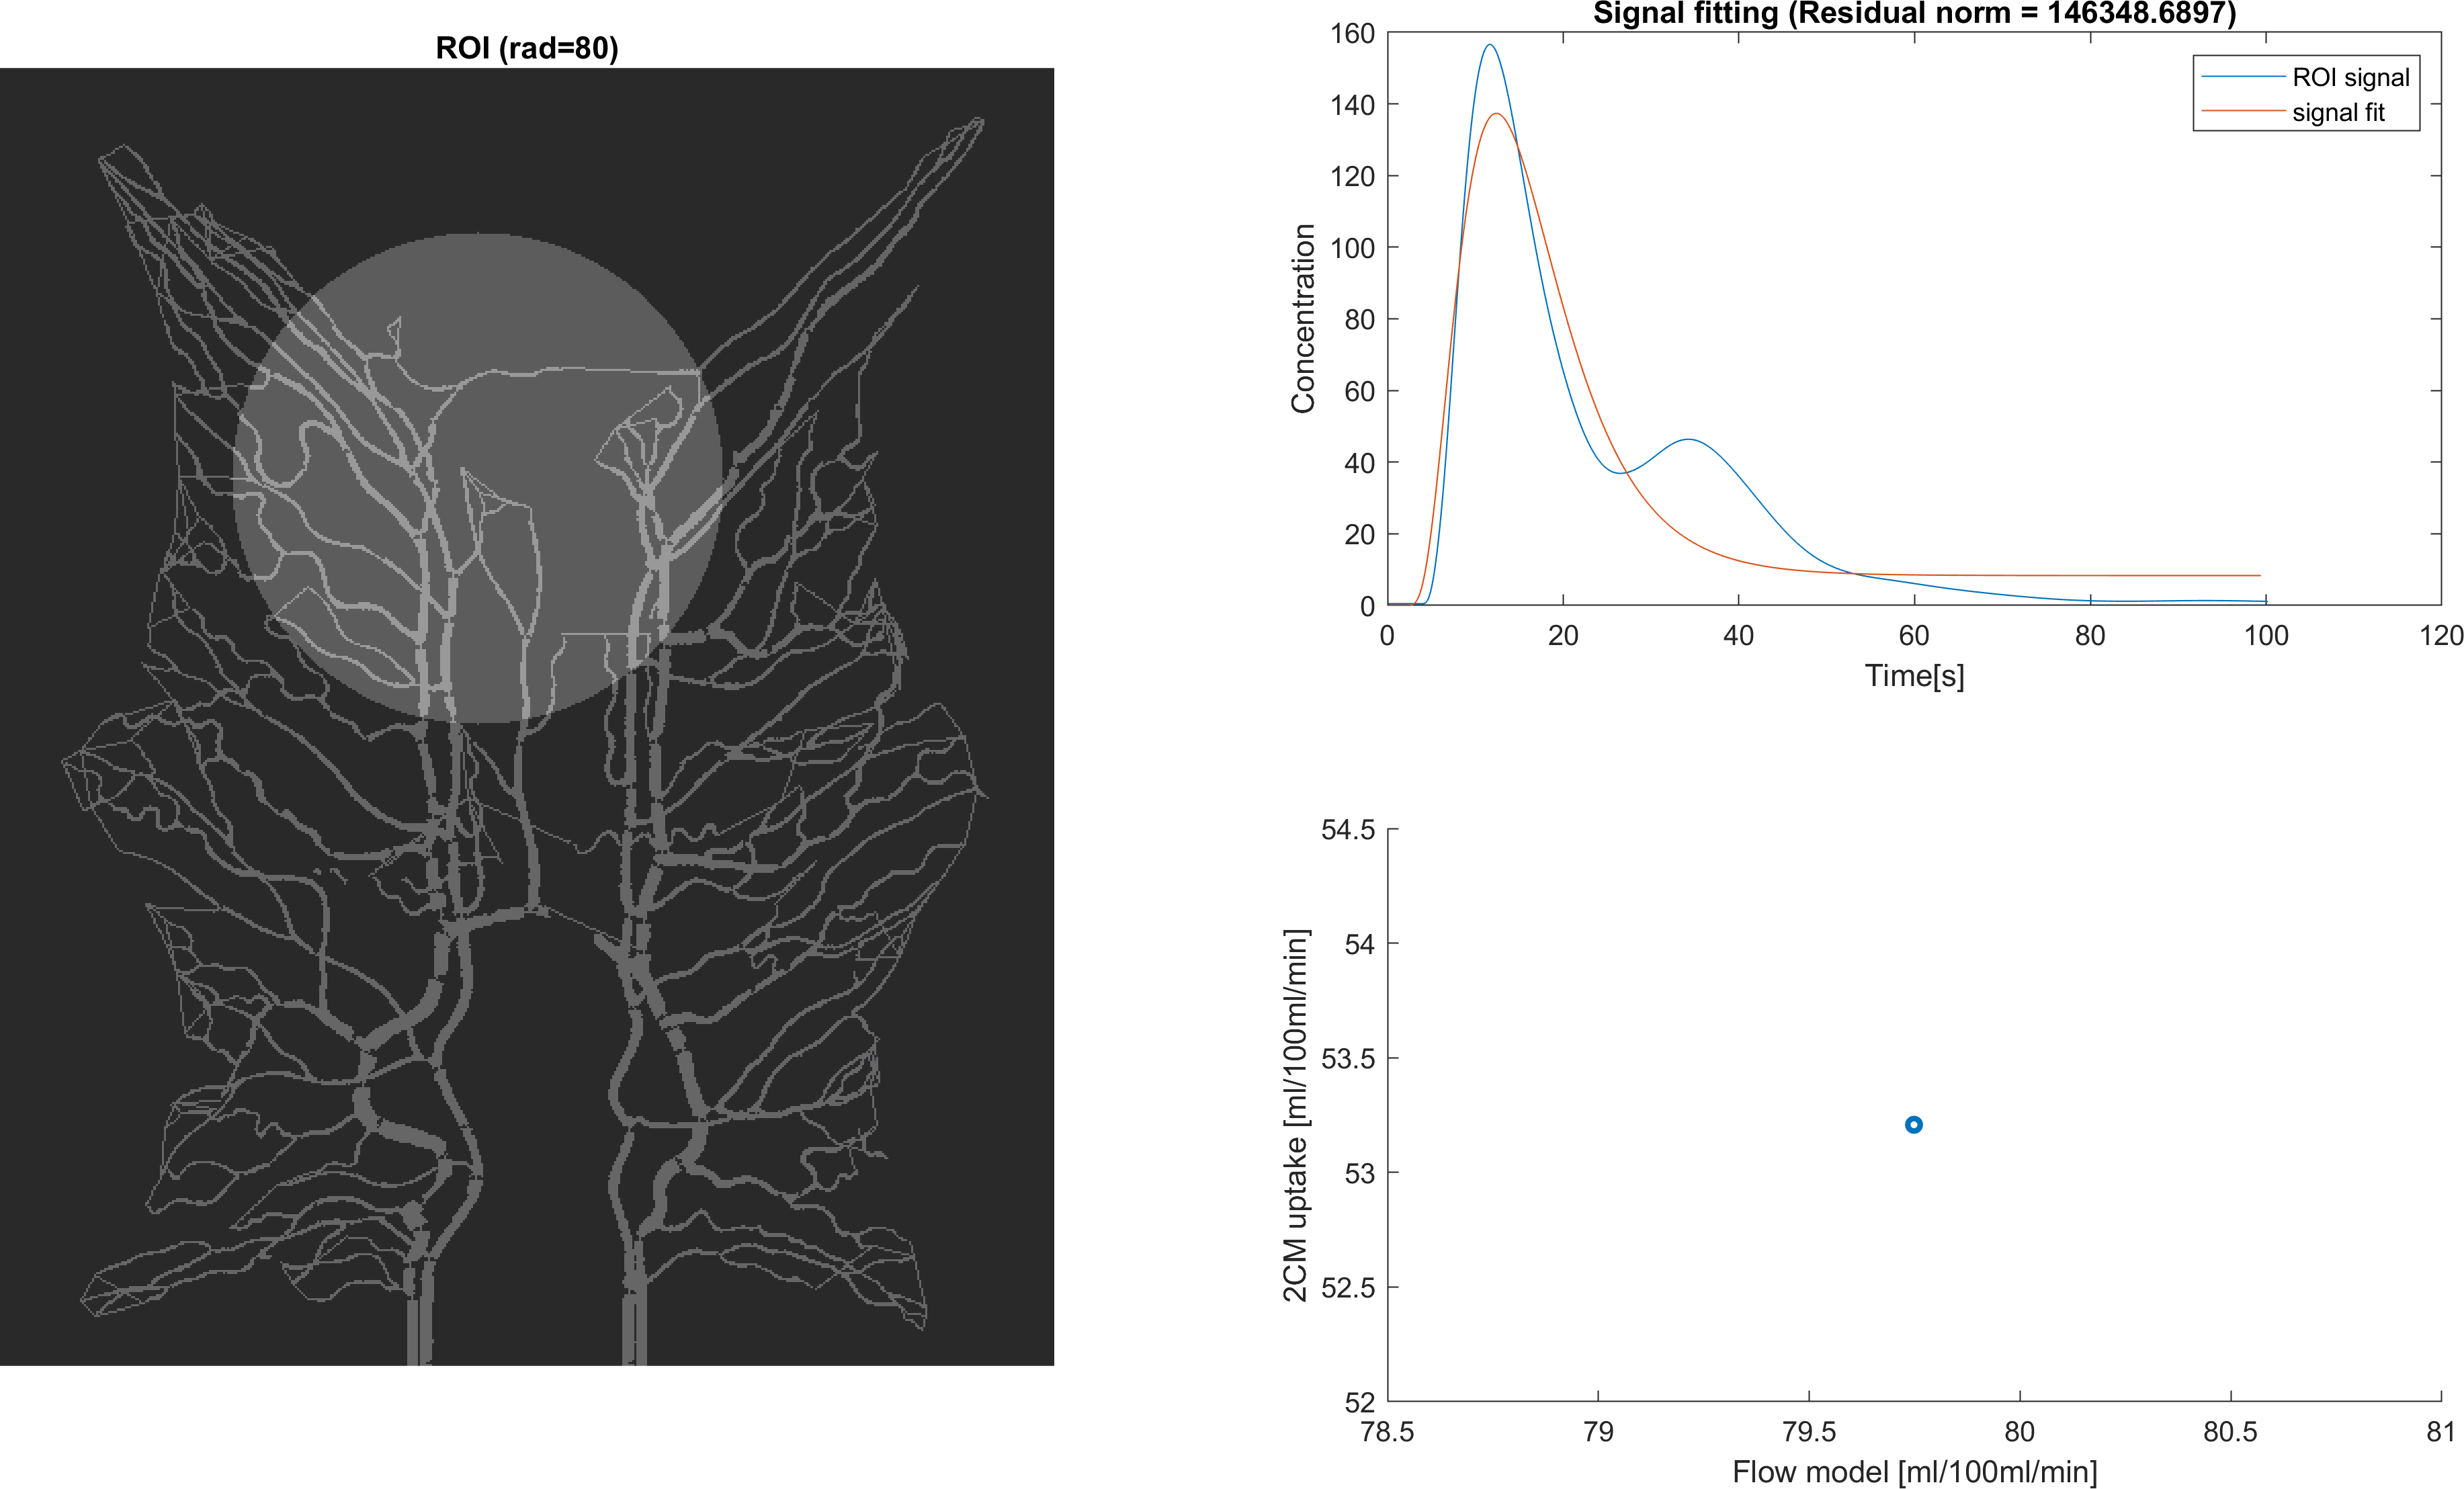 ROI (rad=80)
Signal fitting (Residual norm = 146348.6897)
160
140
120
100
80
60
40
20
0
Concentration
ROI signal
signal fit
0 20 40 60 80 100 120
Time[s]
54.5
54
53.5
53
52.5
52
2CM uptake [ml/100ml/min]
78.5 79 79.5 80 80.5 81
Flow model [ml/100ml/min]